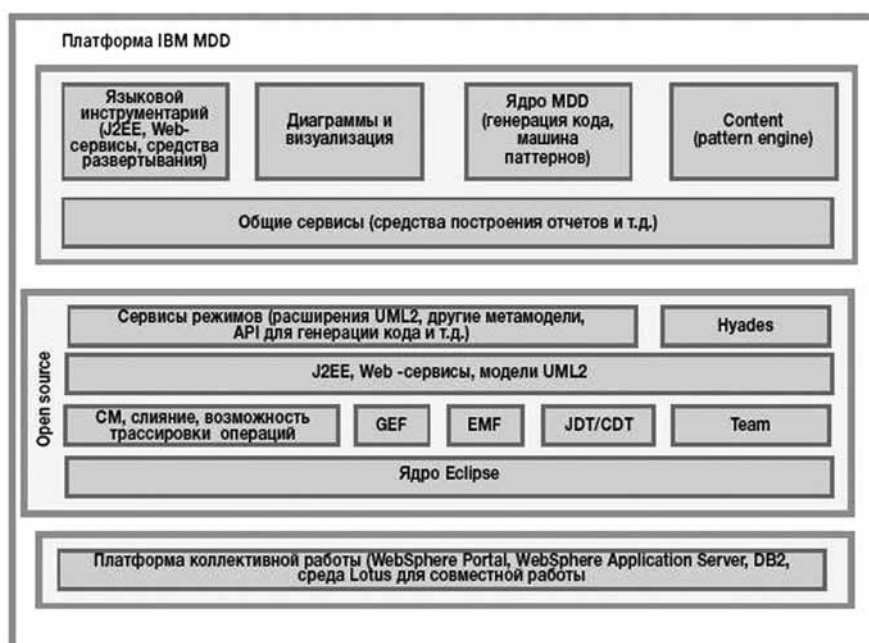 Платформа IBM MDD
Языковой
инструментарий
(J2EE, Web-
сервисы, средства
развертывания)
Диаграммы и
визуализация
Ядро MDD
(генерация кода,
машина
паттернов)
Content
(pattern engine)
Общие сервисы (средства построения отчетов и т.д.)
Open source
Сервисы режимов (расширения UML2, другие метамодели,
API для генерации кода и т.д.)
Hyades
J2EE, Web -сервисы, модели UML2
CM, слияние, возможность
трассировки операций
GEF
EMF
JDT/CDT
Team
Ядро Eclipse
Платформа коллективной работы (WebSphere Portal, WebSphere Application Server, DB2,
среда Lotus для совместной работы